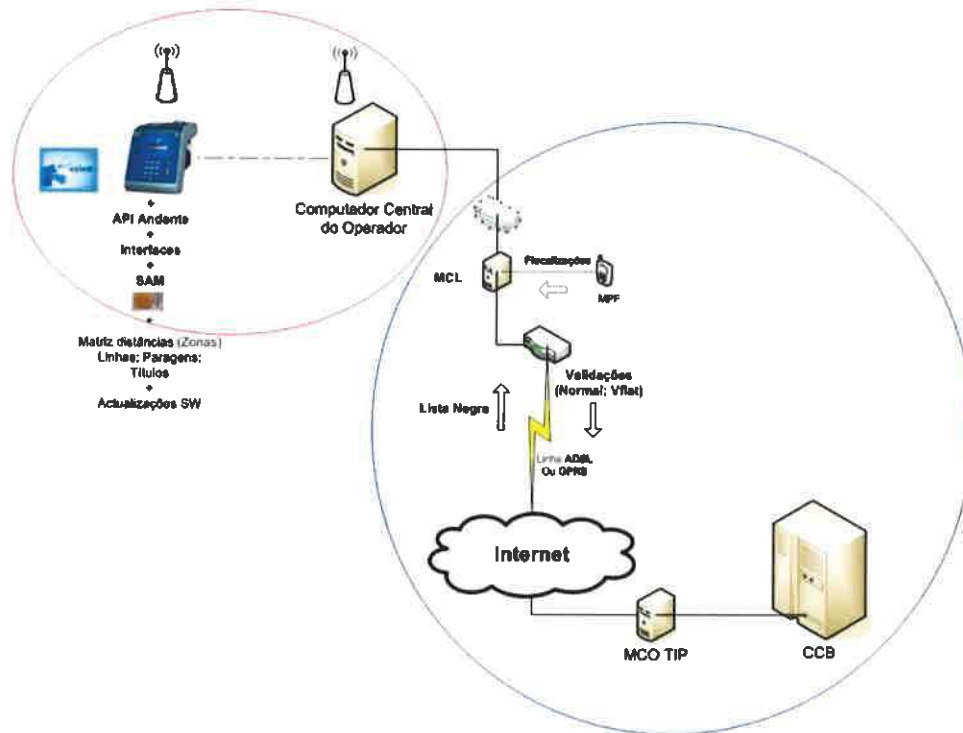 Computador Central
do Operador
+
API Andante
+
Interfaces
+
SAM
+
Matriz distâncias (Zonas)
Linhas; Paragens;
Títulos
+
Actualizações SW
MCL
Fiscalizações
MPF
Validações
(Normal; Vflat)
Lista Negra
Linha ADSL
Ou GPRS
Internet
MCO TIP
CCB